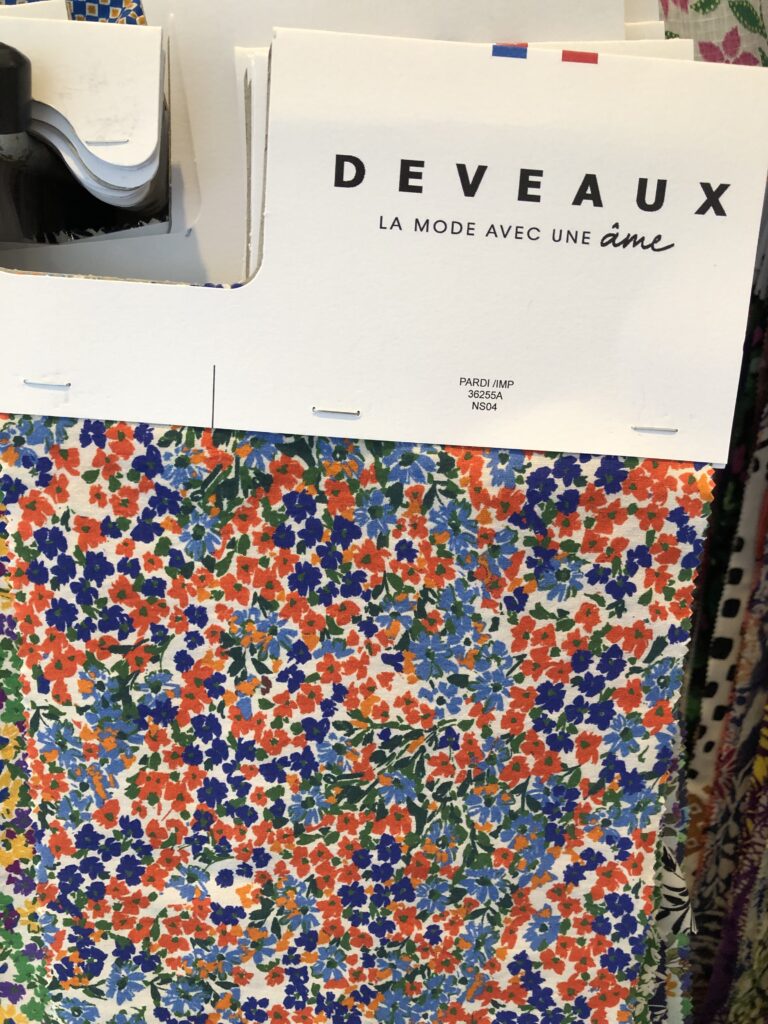 DEVEAUX
LA MODE AVEC UNE âme
PARDI /IMP
36255A
NS04